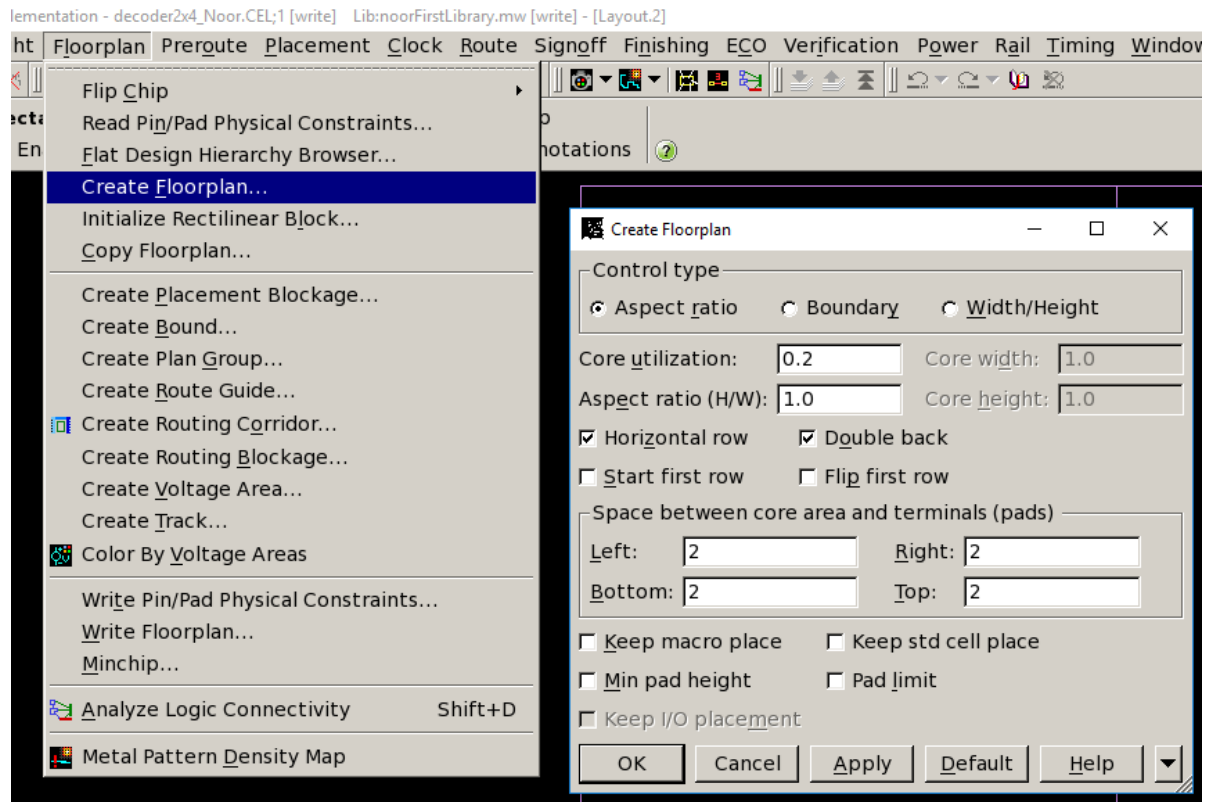 lementation - decoder2x4_Noor.CEL;1 [write] Lib:noorFirstLibrary.mw [write] - [Layout.2]
ht Floorplan Preroute Placement Clock Route Signoff Finishing ECO Verification Power Rail Timing Window
Flip Chip
Read Pin/Pad Physical Constraints...
Flat Design Hierarchy Browser...
Create Floorplan...
Initialize Rectilinear Block...
Copy Floorplan...
Create Placement Blockage...
Create Bound...
Create Plan Group...
Create Route Guide...
Create Routing Corridor...
Create Routing Blockage...
Create Voltage Area...
Create Track...
Color By Voltage Areas
Write Pin/Pad Physical Constraints...
Write Floorplan...
Minchip...
Analyze Logic Connectivity Shift+D
Metal Pattern Density Map
ecta
En
p
notations
Create Floorplan
Control type
Aspect ratio Boundary Width/Height
Core utilization: 0.2 Core width: 1.0
Aspect ratio (H/W): 1.0 Core height: 1.0
Horizontal row Double back
Start first row Flip first row
Space between core area and terminals (pads)
Left: 2 Right: 2
Bottom: 2 Top: 2
Keep macro place Keep std cell place
Min pad height Pad limit
Keep I/O placement
OK Cancel Apply Default Help